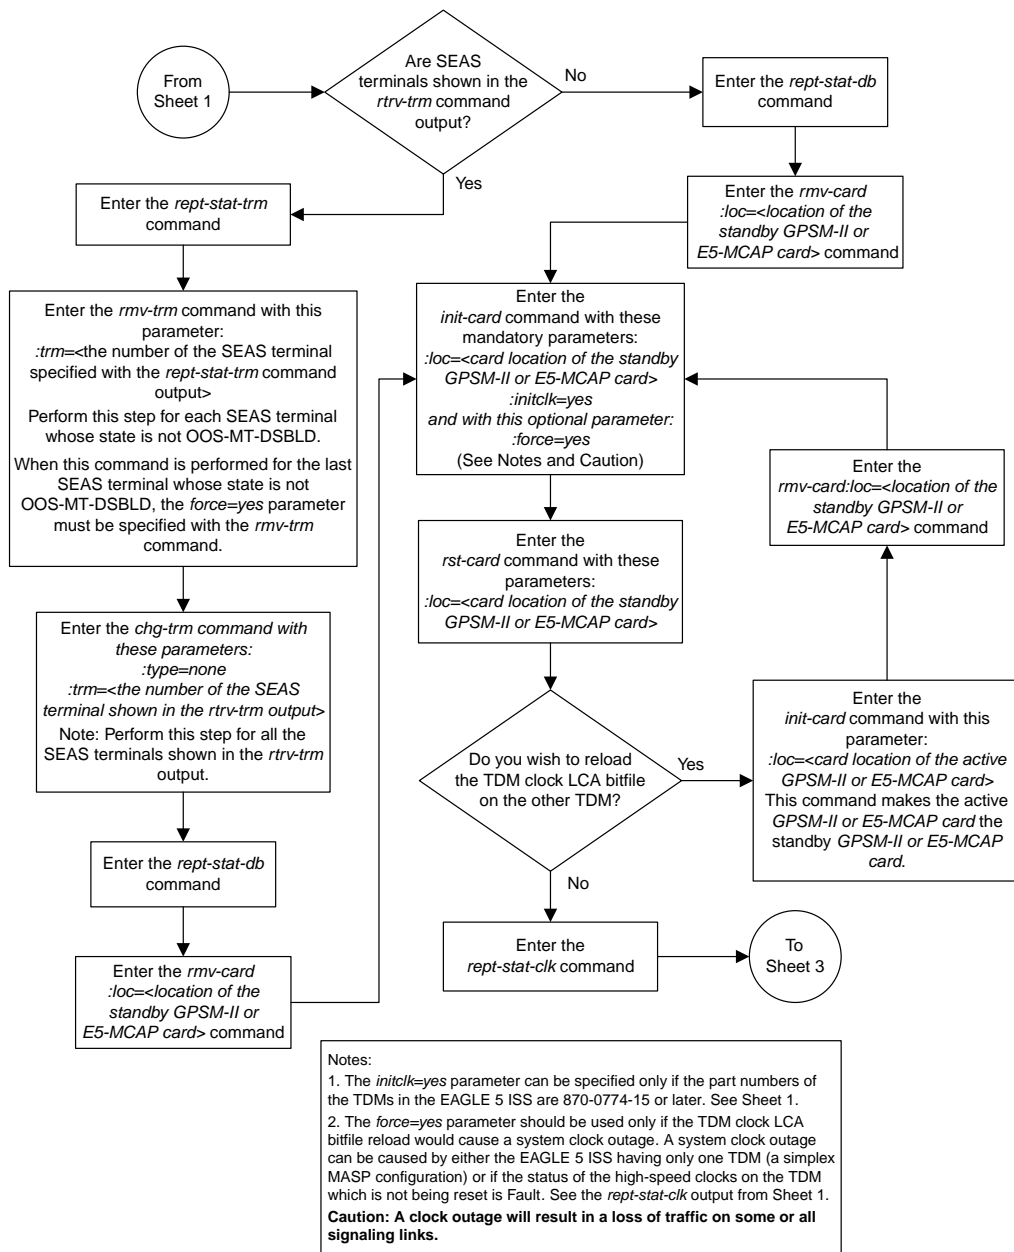 From
Sheet 1
Are SEAS
terminals shown in the
rtrv-trm command
output?
No
Yes
Enter the rept-stat-db
command
Enter the rmv-card
:loc=<location of the
standby GPSM-II or
E5-MCAP card> command
Enter the rept-stat-trm
command
Enter the rmv-trm command with this
parameter:
:trm=<the number of the SEAS terminal
specified with the rept-stat-trm command
output>
Perform this step for each SEAS terminal
whose state is not OOS-MT-DSBLD.
When this command is performed for the last
SEAS terminal whose state is not
OOS-MT-DSBLD, the force=yes parameter
must be specified with the rmv-trm
command.
Enter the chg-trm command with
these parameters:
:type=none
:trm=<the number of the SEAS
terminal shown in the rtrv-trm output>
Note: Perform this step for all the
SEAS terminals shown in the rtrv-trm
output.
Enter the rept-stat-db
command
Enter the rmv-card
:loc=<location of the
standby GPSM-II or
E5-MCAP card> command
Enter the
init-card command with these
mandatory parameters:
:loc=<card location of the standby
GPSM-II or E5-MCAP card>
:initclk=yes
and with this optional parameter:
:force=yes
(See Notes and Caution)
Enter the
rst-card command with these
parameters:
:loc=<card location of the standby
GPSM-II or E5-MCAP card>
Do you wish to reload
the TDM clock LCA bitfile
on the other TDM?
Yes
No
Enter the
rmv-card:loc=<location of the
standby GPSM-II or
E5-MCAP card> command
Enter the
init-card command with this
parameter:
:loc=<card location of the active
GPSM-II or E5-MCAP card>
This command makes the active
GPSM-II or E5-MCAP card the
standby GPSM-II or E5-MCAP
card.
Enter the
rept-stat-clk command
To
Sheet 3
Notes:
1. The initclk=yes parameter can be specified only if the part numbers of
the TDMs in the EAGLE 5 ISS are 870-0774-15 or later. See Sheet 1.
2. The force=yes parameter should be used only if the TDM clock LCA
bitfile reload would cause a system clock outage. A system clock outage
can be caused by either the EAGLE 5 ISS having only one TDM (a simplex
MASP configuration) or if the status of the high-speed clocks on the TDM
which is not being reset is Fault. See the rept-stat-clk output from Sheet 1.
Caution: A clock outage will result in a loss of traffic on some or all
signaling links.